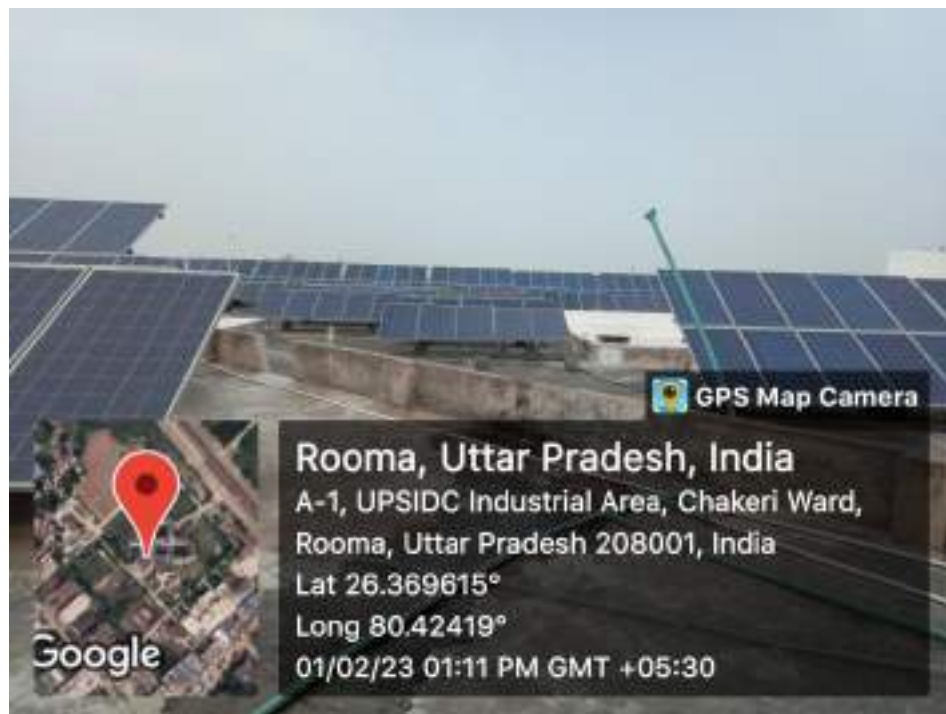 GPS Map Camera
Rooma, Uttar Pradesh, India
A-1, UPSIDC Industrial Area, Chakeri Ward,
Rooma, Uttar Pradesh 208001, India
Lat 26.369615°
Long 80.42419°
01/02/23 01:11 PM GMT +05:30
Google